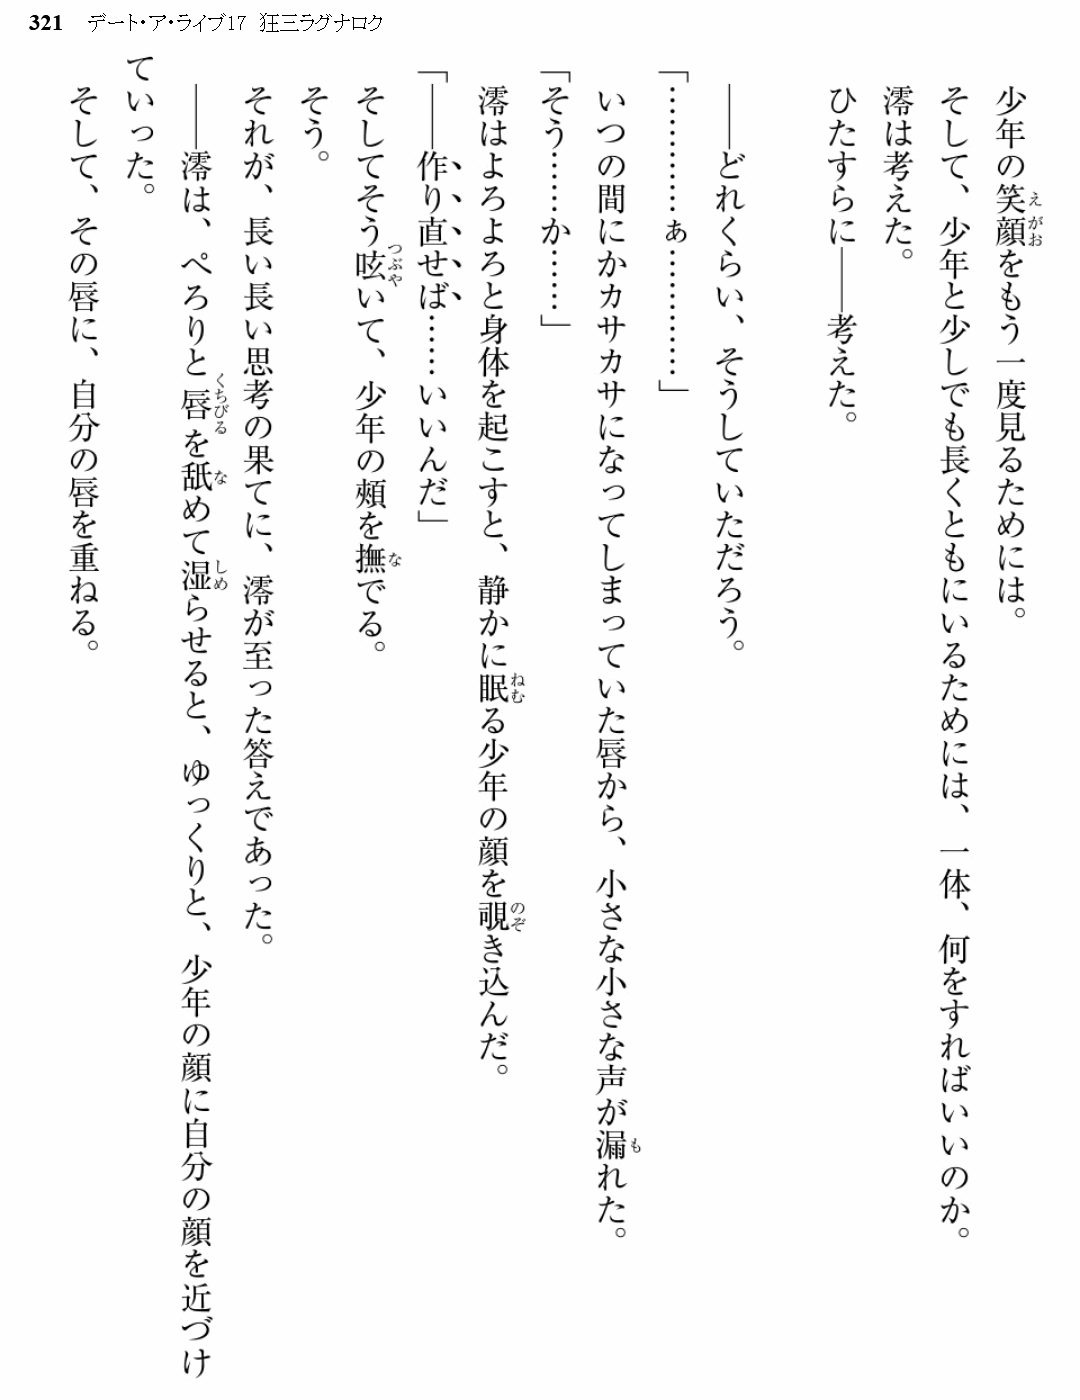 321 デート・ア・ライブ17 狂三ラグナロク
少年の笑顔をもう一度見るためには。
そして、少年と少しでも長くともにいるためには、一体、何をすればいいのか。
澪は考えた。
ひたすらに――考えた。
――どれくらい、そうしていただろう。
「…………ぁ…………」
いつの間にかカサカサになってしまっていた唇から、小さな小さな声が漏れた。
「そう……か……」
澪はよろよろと身体を起こすと、静かに眠る少年の顔を覗き込んだ。
「――作り直せば……いいんだ」
そしてそう呟いて、少年の頰を撫でる。
そう。
それが、長い長い思考の果てに、澪が至った答えであった。
――澪は、ぺろりと唇を舐めて湿らせると、ゆっくりと、少年の顔に自分の顔を近づけ
ていった。
そして、その唇に、自分の唇を重ねる。